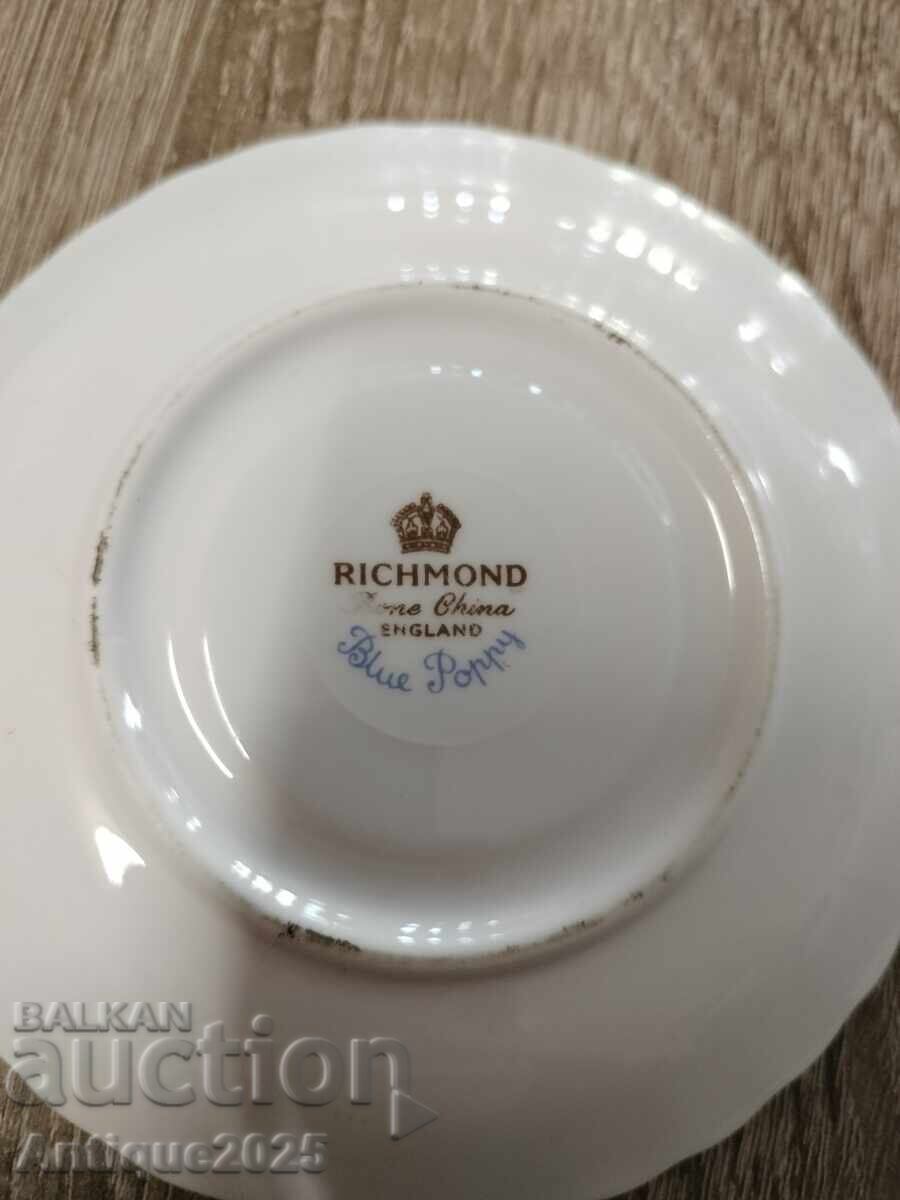 RICHMOND
Bone China
ENGLAND
Blue Poppy
BALKAN
auction
Antique2025